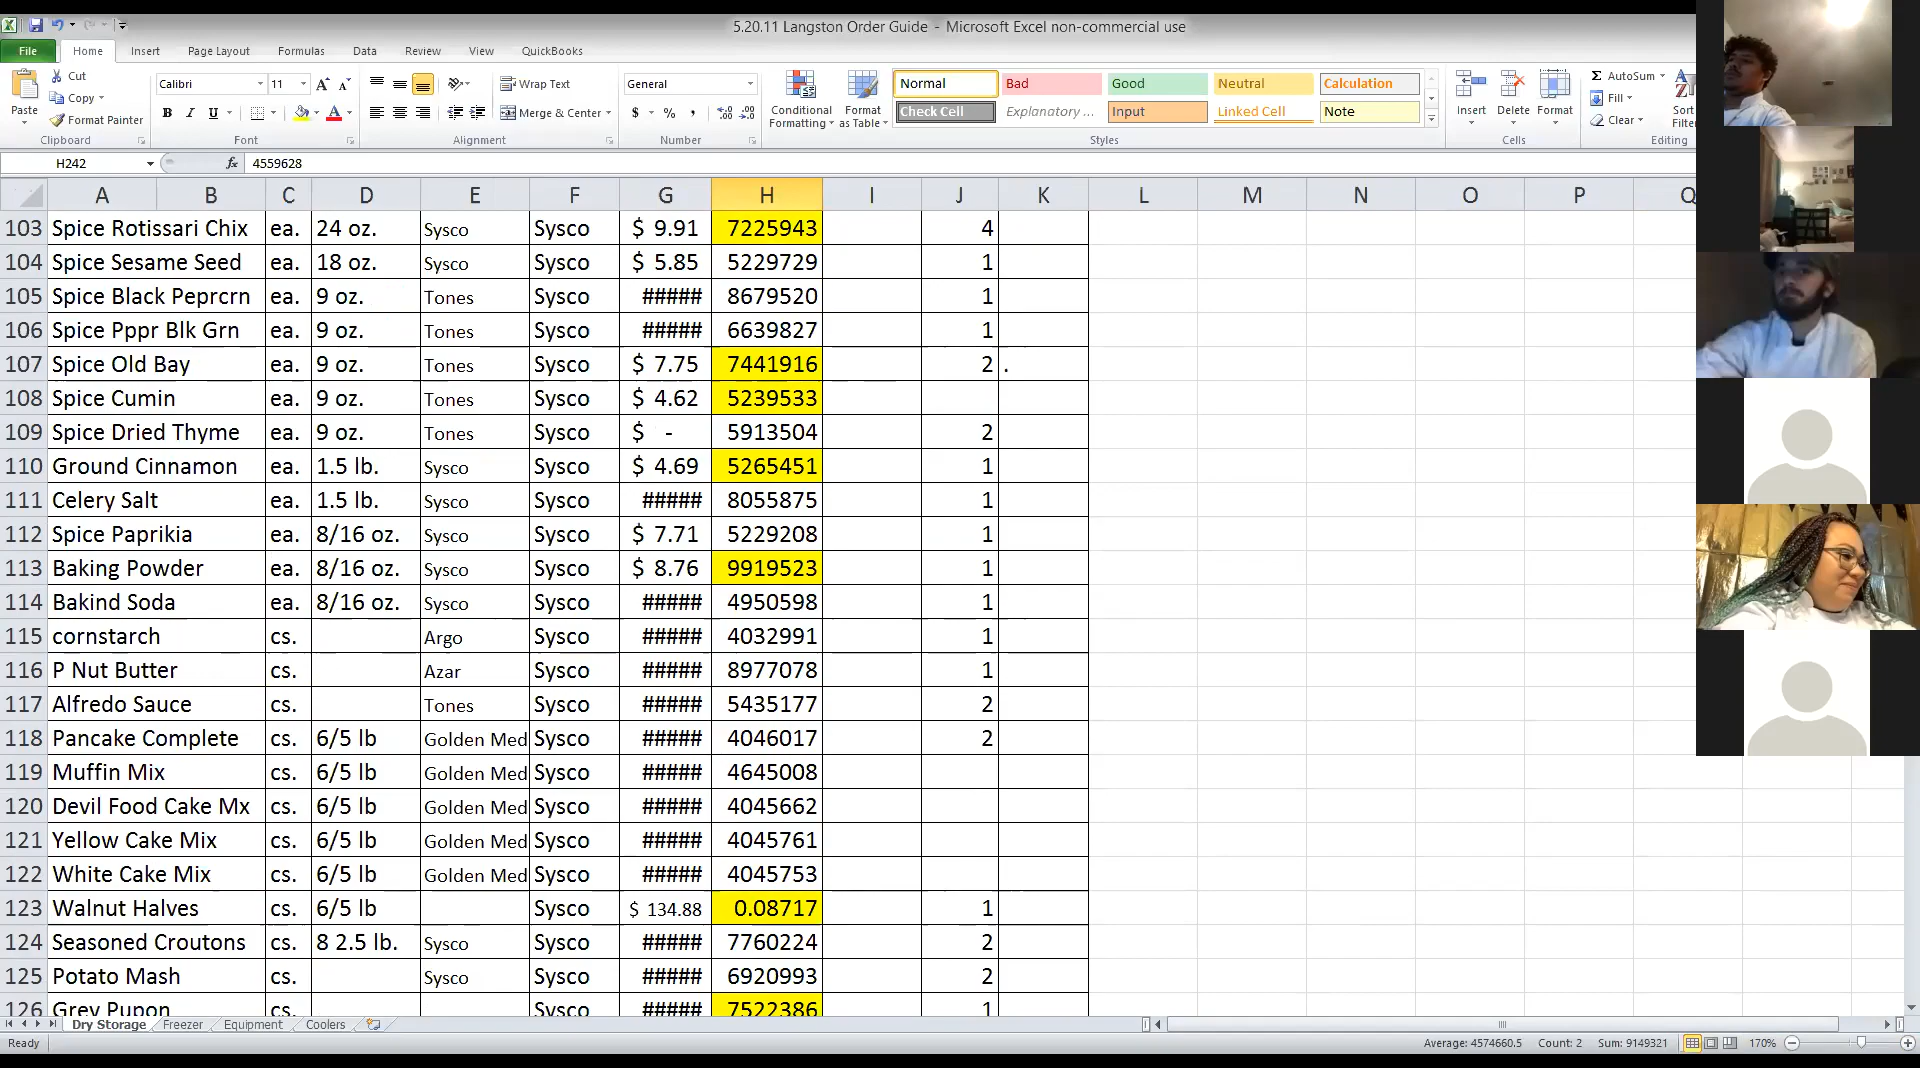 5.20.11 Langston Order Guide - Microsoft Excel non-commercial use
File Home Insert Page Layout Formulas Data Review View QuickBooks
Paste Cut Copy Format Painter Clipboard
Calibri 11 A A B I U A Font
Wrap Text Merge & Center Alignment
General $ % , Number
Conditional Formatting Format as Table
Normal Bad Good Neutral Calculation
Check Cell Explanatory ... Input Linked Cell Note
Styles
Insert Delete Format Cells
Σ AutoSum Fill Clear Sort Filter Editing
H242 fx 4559628
A B C D E F G H I J K L M N O P Q
103 Spice Rotissari Chix ea. 24 oz. Sysco Sysco $ 9.91 7225943 4
104 Spice Sesame Seed ea. 18 oz. Sysco Sysco $ 5.85 5229729 1
105 Spice Black Peprcrn ea. 9 oz. Tones Sysco ##### 8679520 1
106 Spice Pppr Blk Grn ea. 9 oz. Tones Sysco ##### 6639827 1
107 Spice Old Bay ea. 9 oz. Tones Sysco $ 7.75 7441916 2 .
108 Spice Cumin ea. 9 oz. Tones Sysco $ 4.62 5239533
109 Spice Dried Thyme ea. 9 oz. Tones Sysco $ - 5913504 2
110 Ground Cinnamon ea. 1.5 lb. Sysco Sysco $ 4.69 5265451 1
111 Celery Salt ea. 1.5 lb. Sysco Sysco ##### 8055875 1
112 Spice Paprikia ea. 8/16 oz. Sysco Sysco $ 7.71 5229208 1
113 Baking Powder ea. 8/16 oz. Sysco Sysco $ 8.76 9919523 1
114 Bakind Soda ea. 8/16 oz. Sysco Sysco ##### 4950598 1
115 cornstarch cs. Argo Sysco ##### 4032991 1
116 P Nut Butter cs. Azar Sysco ##### 8977078 1
117 Alfredo Sauce cs. Tones Sysco ##### 5435177 2
118 Pancake Complete cs. 6/5 lb Golden Med Sysco ##### 4046017 2
119 Muffin Mix cs. 6/5 lb Golden Med Sysco ##### 4645008
120 Devil Food Cake Mx cs. 6/5 lb Golden Med Sysco ##### 4045662
121 Yellow Cake Mix cs. 6/5 lb Golden Med Sysco ##### 4045761
122 White Cake Mix cs. 6/5 lb Golden Med Sysco ##### 4045753
123 Walnut Halves cs. 6/5 lb Sysco $ 134.88 0.08717 1
124 Seasoned Croutons cs. 8 2.5 lb. Sysco Sysco ##### 7760224 2
125 Potato Mash cs. Sysco Sysco ##### 6920993 2
126 Grey Pupon cs. Sysco ##### 7522386 1
Dry Storage Freezer Equipment Coolers
Ready Average: 4574660.5 Count: 2 Sum: 9149321 170%